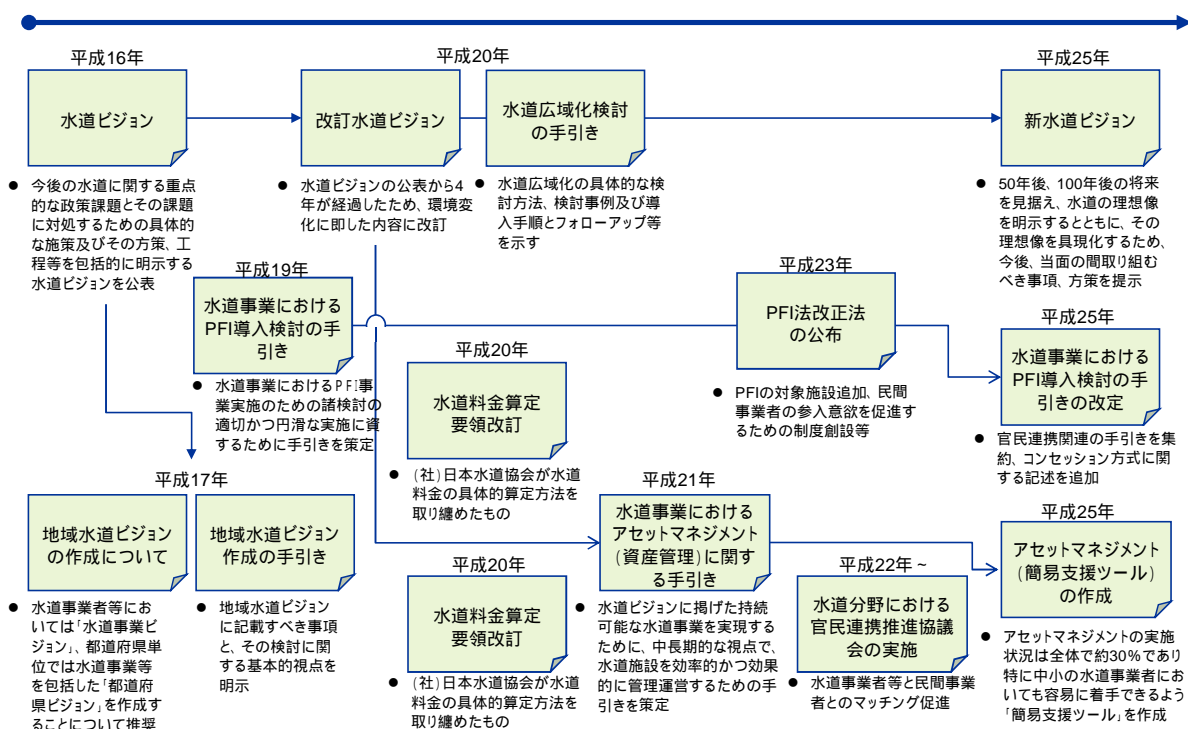 平成16年
水道ビジョン
● 今後の水道に関する重点
的な政策課題とその課題
に対処するための具体的
な施策及びその方策、工
程等を包括的に明示する
水道ビジョンを公表
平成20年
改訂水道ビジョン
● 水道ビジョンの公表から4
年が経過したため、環境変
化に即した内容に改訂
水道広域化検討
の手引き
● 水道広域化の具体的な検
討方法、検討事例及び導
入手順とフォローアップ等
を示す
平成25年
新水道ビジョン
● 50年後、100年後の将来
を見据え、水道の理想像
を明示するとともに、その
理想像を具現化するため、
今後、当面の間取り組む
べき事項、方策を提示
平成19年
水道事業における
PFI導入検討の手
引き
● 水道事業におけるPFI事
業実施のための諸検討の
適切かつ円滑な実施に資
するために手引きを策定
平成23年
PFI法改正法
の公布
● PFIの対象施設追加、民間
事業者の参入意欲を促進す
るための制度創設等
平成25年
水道事業における
PFI導入検討の手
引きの改定
● 官民連携関連の手引きを集
約、コンセッション方式に関
する記述を追加
平成20年
水道料金算定
要領改訂
● (社)日本水道協会が水道
料金の具体的算定方法を
取り纏めたもの
平成17年
地域水道ビジョン
の作成について
● 水道事業者等にお
いては「水道事業ビ
ジョン」、都道府県単
位では水道事業等
を包括した「都道府
県ビジョン」を作成す
ることについて推奨
地域水道ビジョン
作成の手引き
● 地域水道ビジョン
に記載すべき事項
と、その検討に関
する基本的視点を
明示
平成20年
水道料金算定
要領改訂
● (社)日本水道協会が水道
料金の具体的算定方法を
取り纏めたもの
平成21年
水道事業における
アセットマネジメント
(資産管理)に関す
る手引き
● 水道ビジョンに掲げた持続
可能な水道事業を実現する
ために、中長期的な視点で、
水道施設を効率的かつ効果
的に管理運営するための手
引きを策定
平成22年~
水道分野における
官民連携推進協議
会の実施
● 水道事業者等と民間事業
者とのマッチング促進
平成25年
アセットマネジメント
(簡易支援ツール)
の作成
● アセットマネジメントの実施
状況は全体で約30%であり
特に中小の水道事業者にお
いても容易に着手できるよう
「簡易支援ツール」を作成